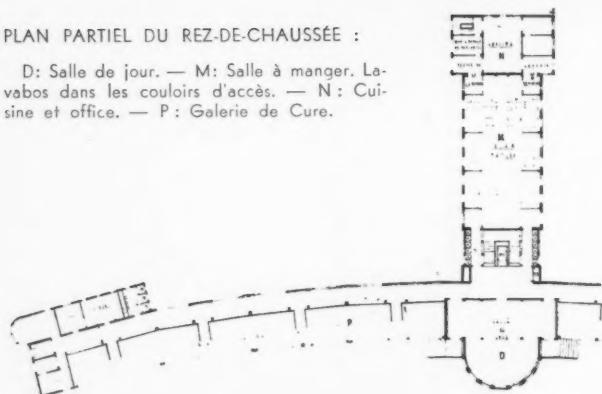 PLAN PARTIEL DU REZ-DE-CHAUSSÉE :
D: Salle de jour. — M: Salle à manger. La-
vabos dans les couloirs d'accès. — N : Cui-
sine et office. — P : Galerie de Cure.
N
M
P
D